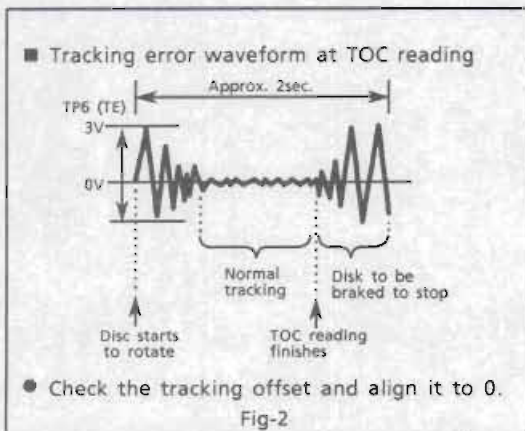 ■ Tracking error waveform at TOC reading
Approx. 2sec.
TP6 (TE)
3V
0V
Normal
tracking
Disk to be
braked to stop
Disc starts
to rotate
TOC reading
finishes
● Check the tracking offset and align it to 0.
Fig-2